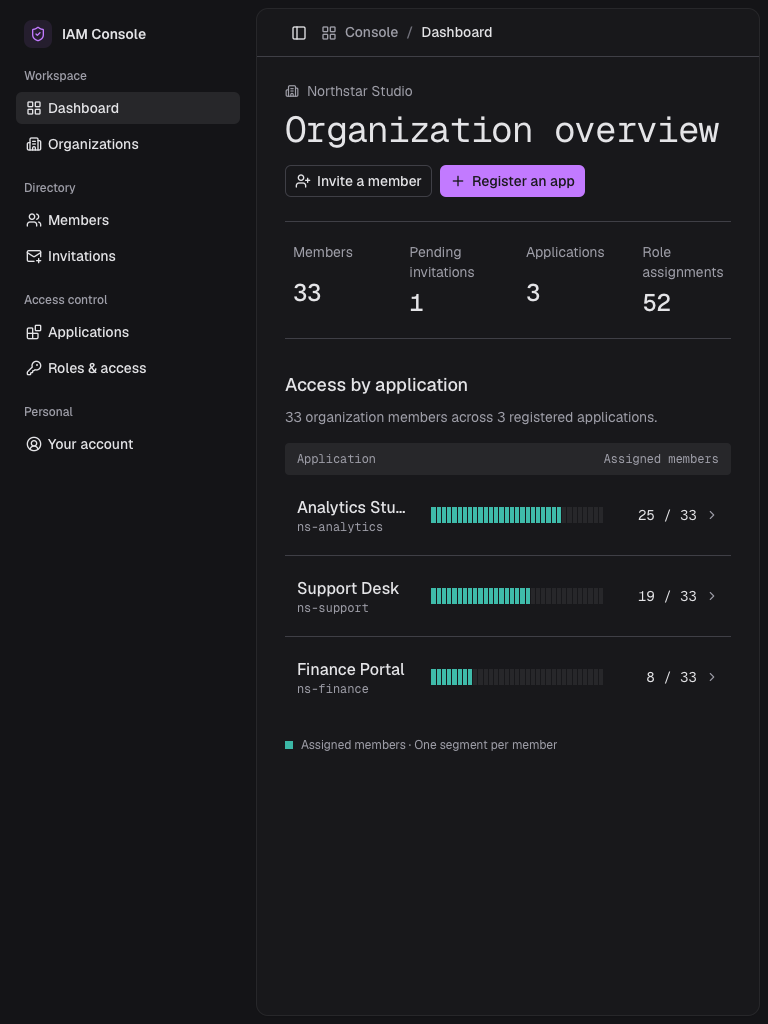 IAM Console
Workspace
Dashboard
Organizations
Directory
Members
Invitations
Access control
Applications
Roles & access
Personal
Your account
Console / Dashboard
Northstar Studio
Organization overview
Invite a member
Register an app
Members
33
Pending
invitations
1
Applications
3
Role
assignments
52
Access by application
33 organization members across 3 registered applications.
Application Assigned members
Analytics Stu…
ns-analytics
25 / 33
Support Desk
ns-support
19 / 33
Finance Portal
ns-finance
8 / 33
Assigned members · One segment per member